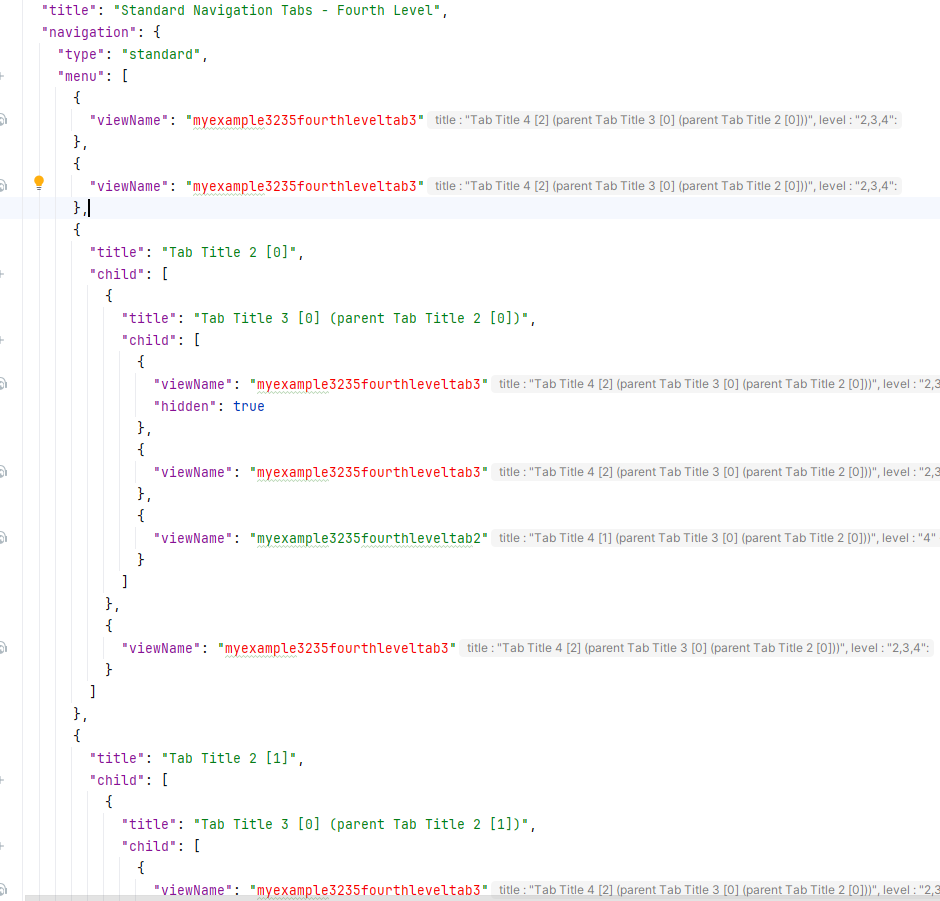 "title": "Standard Navigation Tabs - Fourth Level",
"navigation": {
"type": "standard",
"menu": [
{
"viewName": "myexample3235fourthleveltab3" title : "Tab Title 4 [2] (parent Tab Title 3 [0] (parent Tab Title 2 [0]))", level : "2,3,4":
},
{
"viewName": "myexample3235fourthleveltab3" title : "Tab Title 4 [2] (parent Tab Title 3 [0] (parent Tab Title 2 [0]))", level : "2,3,4":
},
{
"title": "Tab Title 2 [0]",
"child": [
{
"title": "Tab Title 3 [0] (parent Tab Title 2 [0])",
"child": [
{
"viewName": "myexample3235fourthleveltab3" title : "Tab Title 4 [2] (parent Tab Title 3 [0] (parent Tab Title 2 [0]))", level : "2,3
"hidden": true
},
{
"viewName": "myexample3235fourthleveltab3" title : "Tab Title 4 [2] (parent Tab Title 3 [0] (parent Tab Title 2 [0]))", level : "2,3
},
{
"viewName": "myexample3235fourthleveltab2" title : "Tab Title 4 [1] (parent Tab Title 3 [0] (parent Tab Title 2 [0]))", level : "4"
}
]
},
{
"viewName": "myexample3235fourthleveltab3" title : "Tab Title 4 [2] (parent Tab Title 3 [0] (parent Tab Title 2 [0]))", level : "2,3,4":
}
]
},
{
"title": "Tab Title 2 [1]",
"child": [
{
"title": "Tab Title 3 [0] (parent Tab Title 2 [1])",
"child": [
{
"viewName": "myexample3235fourthleveltab3" title : "Tab Title 4 [2] (parent Tab Title 3 [0] (parent Tab Title 2 [0]))", level : "2,3